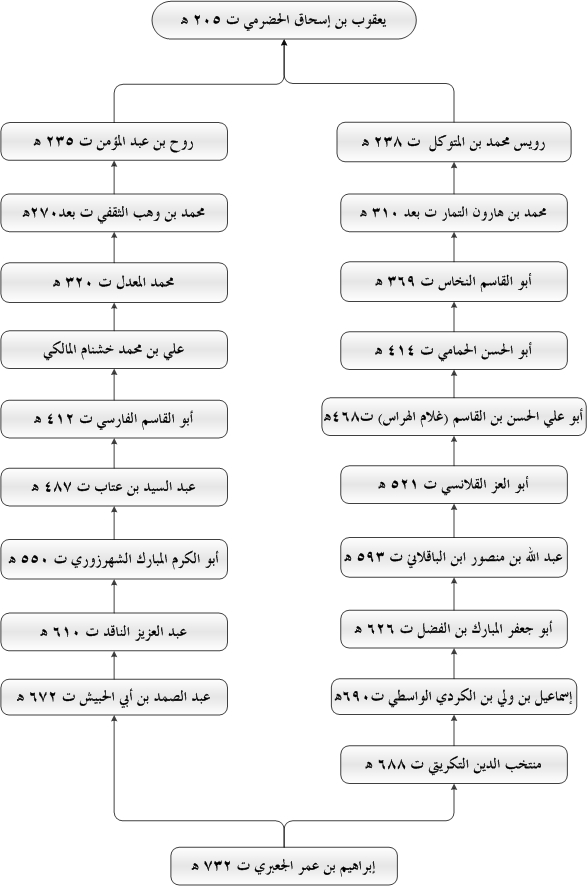 يعقوب بن إسحاق الحضرمي ت ٢٠٥ ه
رويس محمد بن المتوكل ت ٢٣٨ ه
روح بن عبد المؤمن ت ٢٣٥ ه
محمد بن هارون التمار ت بعد ٣١٠ ه
محمد بن وهب الثقفي ت بعد٢٧٠ه
أبو القاسم النخاس ت ٣٦٩ ه
محمد المعدل ت ٣٢٠ ه
أبو الحسن الحمامي ت ٤١٤ ه
علي بن محمد خشنام المالكي
أبو علي الحسن بن القاسم (غلام الهراس) ت٤٦٨ه
أبو القاسم الفارسي ت ٤١٢ ه
أبو العز القلانسي ت ٥٢١ ه
عبد السيد بن عتاب ت ٤٨٧ ه
عبد الله بن منصور ابن الباقلاني ت ٥٩٣ ه
أبو الكرم المبارك الشهرزوري ت ٥٥٠ ه
أبو جعفر المبارك بن الفضل ت ٦٢٦ ه
عبد العزيز الناقد ت ٦١٠ ه
إسماعيل بن ولي بن الكردي الواسطي ت٦٩٠ه
عبد الصمد بن أبي الحبيش ت ٦٧٢ ه
منتخب الدين التكريتي ت ٦٨٨ ه
إبراهيم بن عمر الجعبري ت ٧٣٢ ه